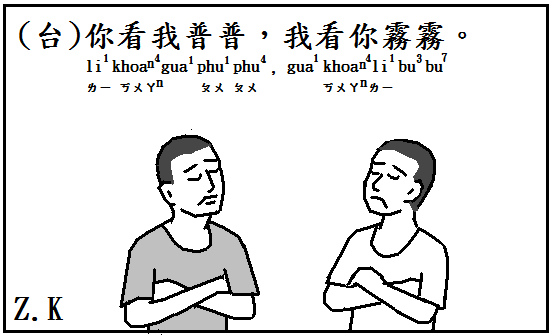 (台)你看我普普，我看你霧霧。
li¹ khoaⁿ⁴ gua¹ phu¹ phu⁴, gua¹ khoaⁿ⁴ li¹ bu³ bu⁷
ㄌㄧ ㄎㄨㄚⁿ ㄆㄨ ㄆㄨ ㄎㄨㄚⁿ ㄌㄧ
Z.K